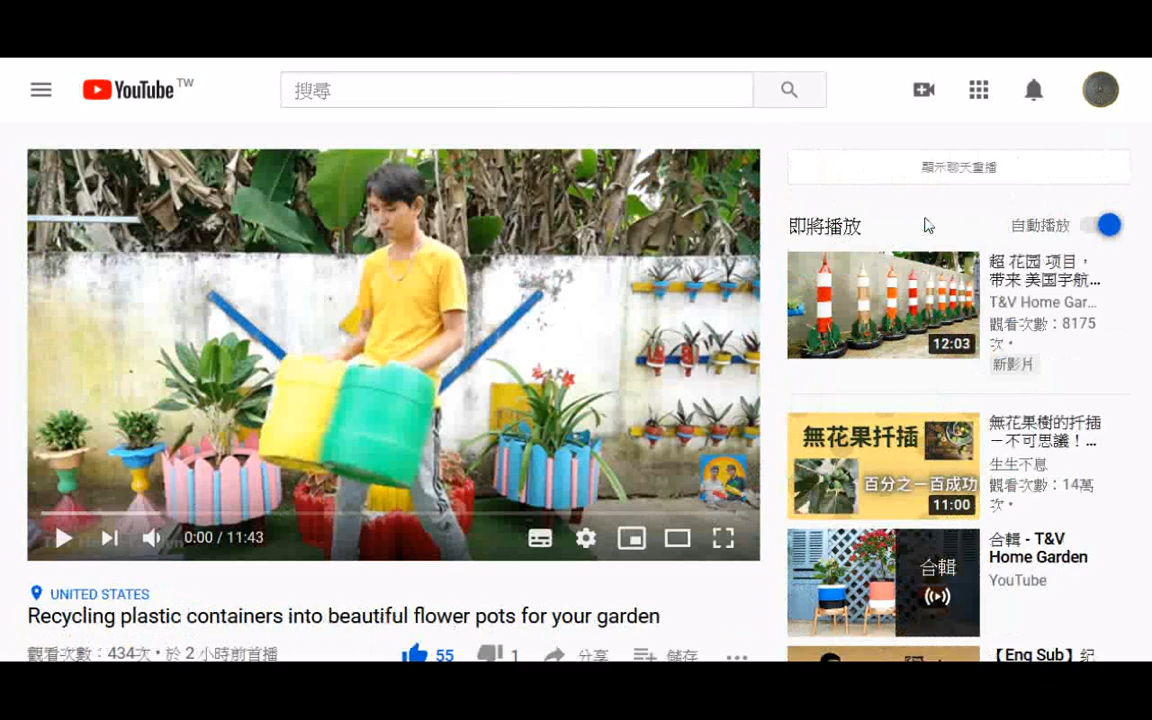 YouTube TW
搜尋
顯示聊天重播
即將播放
自動播放
超 花园 项目,
带来 美国宇航...
T&V Home Gar...
觀看次數：8175
次 •
新影片
12:03
無花果扦插
百分之一百成功
11:00
無花果樹的扦插
－不可思議！...
生生不息
觀看次數：14萬
次 •
合輯
合輯 - T&V
Home Garden
YouTube
【Eng Sub】纪
0:00 / 11:43
UNITED STATES
Recycling plastic containers into beautiful flower pots for your garden
觀看次數：434次 • 於 2 小時前首播
55
1
分享
儲存